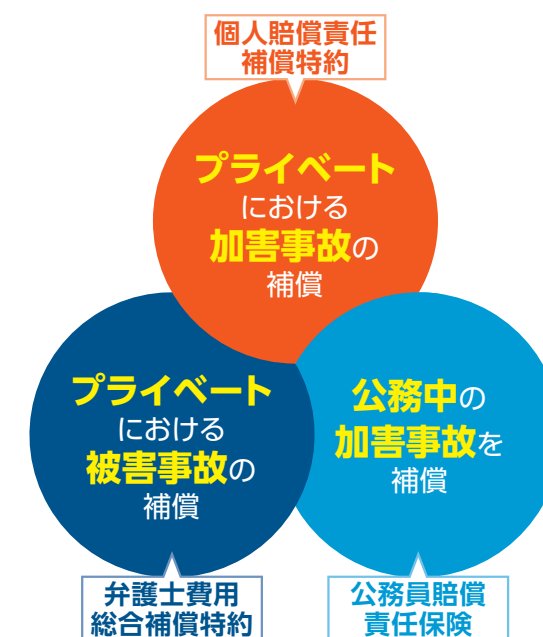 個人賠償責任
補償特約
プライベート
における
加害事故の
補償
プライベート
における
被害事故の
補償
公務中の
加害事故を
補償
弁護士費用
総合補償特約
公務員賠償
責任保険